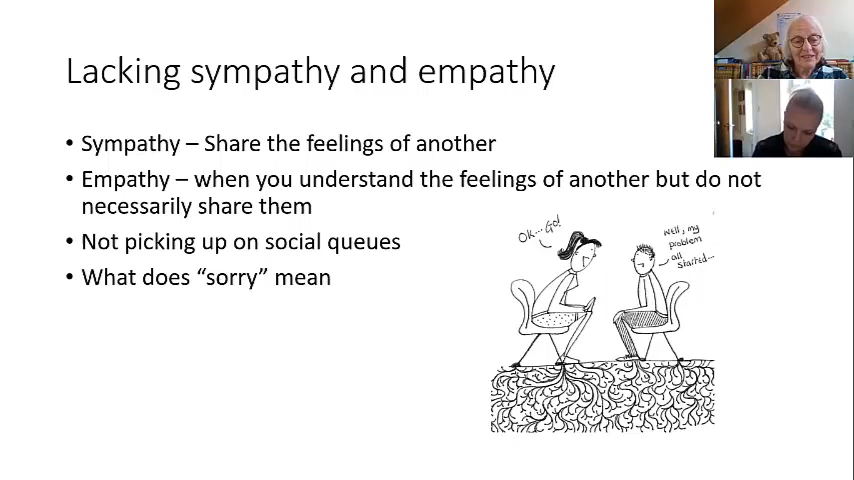 Lacking sympathy and empathy
• Sympathy – Share the feelings of another
• Empathy – when you understand the feelings of another but do not
necessarily share them
• Not picking up on social queues
• What does “sorry” mean
OK... Go!
Well, my
problem
all
started...